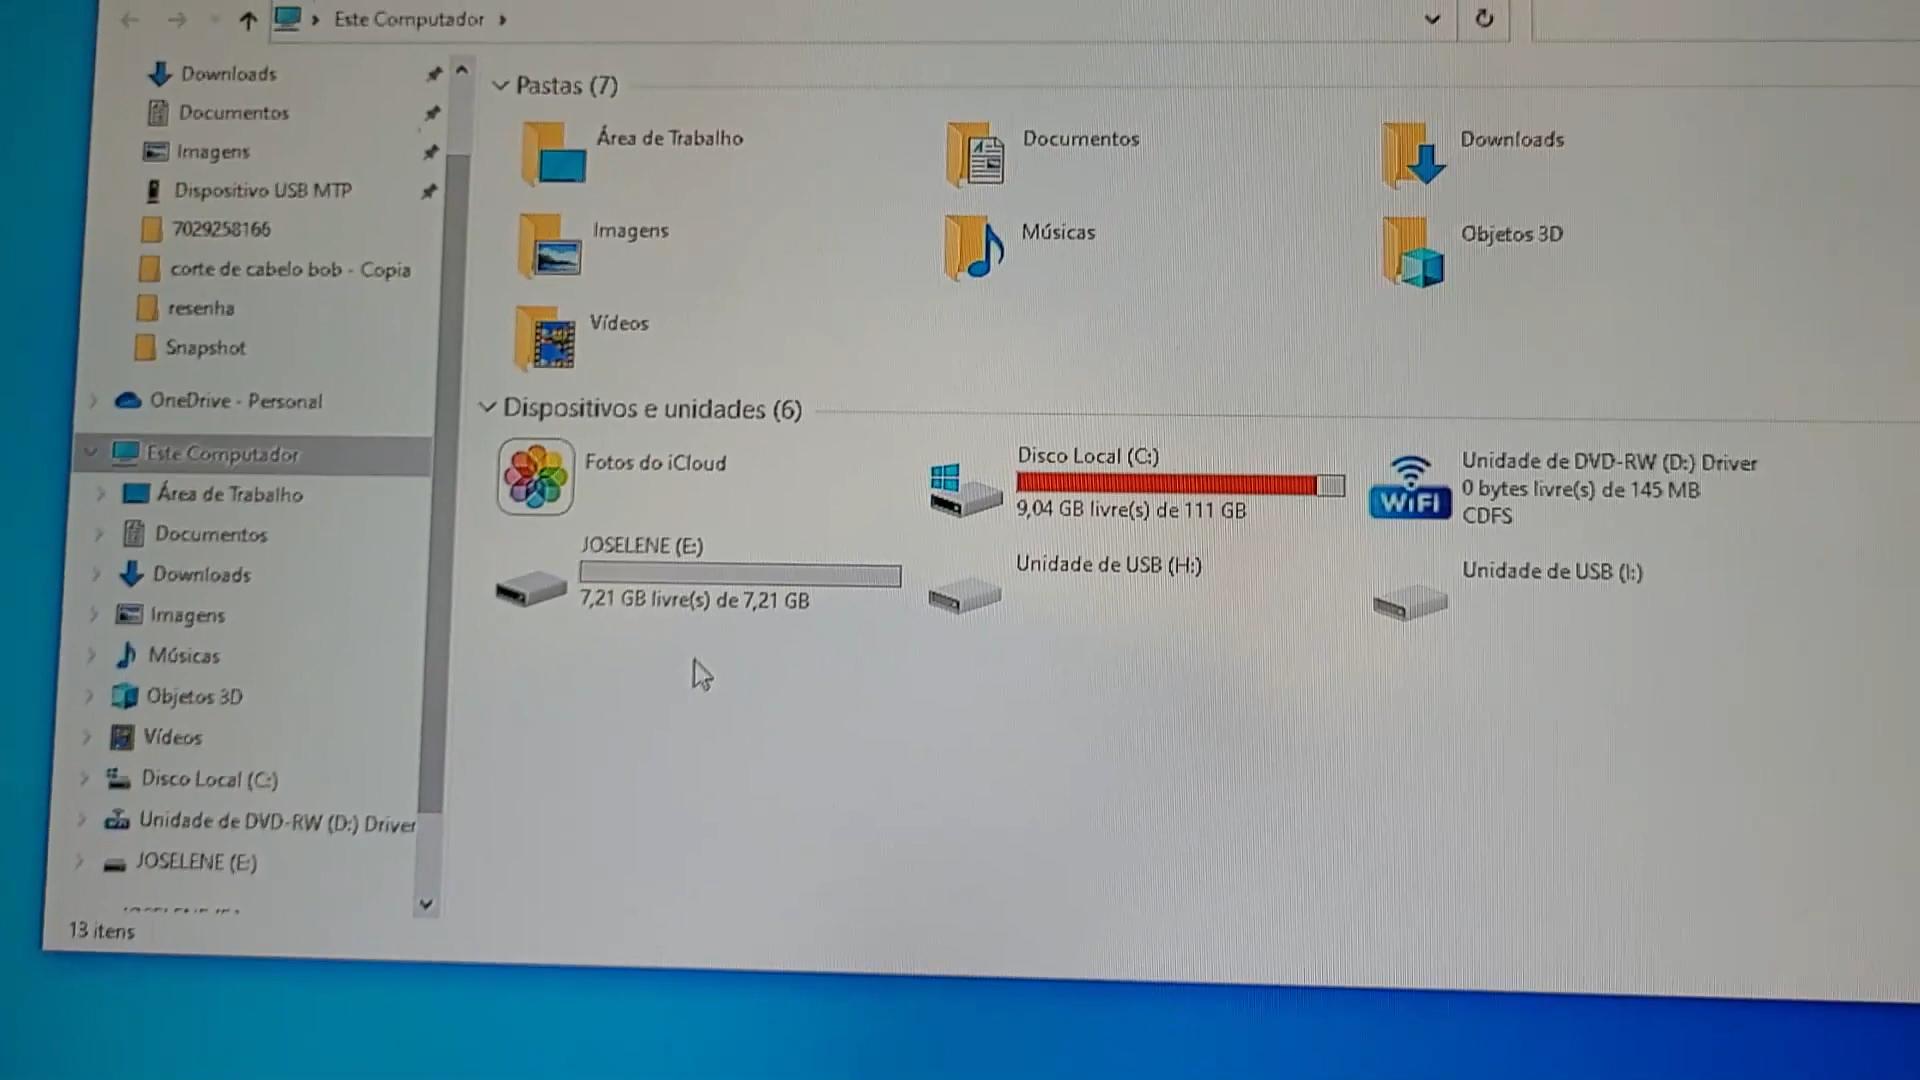 Este Computador
Downloads
Documentos
Imagens
Dispositivo USB MTP
7029258166
corte de cabelo bob - Copia
resenha
Snapshot
OneDrive - Personal
Este Computador
Área de Trabalho
Documentos
Downloads
Imagens
Músicas
Objetos 3D
Vídeos
Disco Local (C:)
Unidade de DVD-RW (D:) Driver
JOSELENE (E:)
13 itens
Pastas (7)
Área de Trabalho
Documentos
Downloads
Imagens
Músicas
Objetos 3D
Vídeos
Dispositivos e unidades (6)
Fotos do iCloud
Disco Local (C:)
9,04 GB livre(s) de 111 GB
WiFi
Unidade de DVD-RW (D:) Driver
0 bytes livre(s) de 145 MB
CDFS
JOSELENE (E:)
7,21 GB livre(s) de 7,21 GB
Unidade de USB (H:)
Unidade de USB (I:)